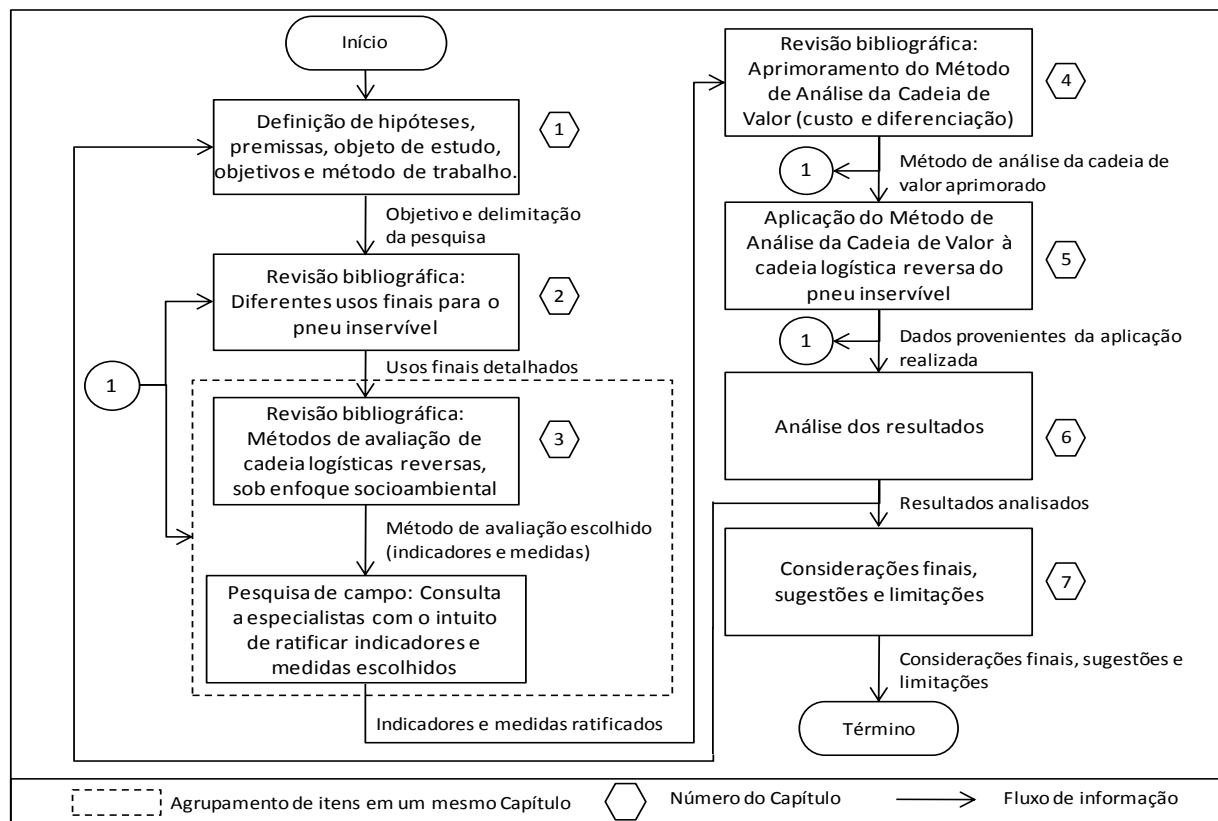 Início
Definição de hipóteses,
premissas, objeto de estudo,
objetivos e método de trabalho.
1
Objetivo e delimitação
da pesquisa
Revisão bibliográfica:
Diferentes usos finais para o
pneu inservível
2
1
Usos finais detalhados
Revisão bibliográfica:
Métodos de avaliação de
cadeia logísticas reversas,
sob enfoque socioambiental
3
Método de avaliação escolhido
(indicadores e medidas)
Pesquisa de campo: Consulta
a especialistas com o intuito
de ratificar indicadores e
medidas escolhidos
Indicadores e medidas ratificados
Revisão bibliográfica:
Aprimoramento do Método
de Análise da Cadeia de
Valor (custo e diferenciação)
4
1
Método de análise da cadeia de
valor aprimorado
Aplicação do Método de
Análise da Cadeia de Valor à
cadeia logística reversa do
pneu inservível
5
1
Dados provenientes da aplicação
realizada
Análise dos resultados
6
Resultados analisados
Considerações finais,
sugestões e limitações
7
Considerações finais, sugestões e
limitações
Término
Agrupamento de itens em um mesmo Capítulo
Número do Capítulo
Fluxo de informação